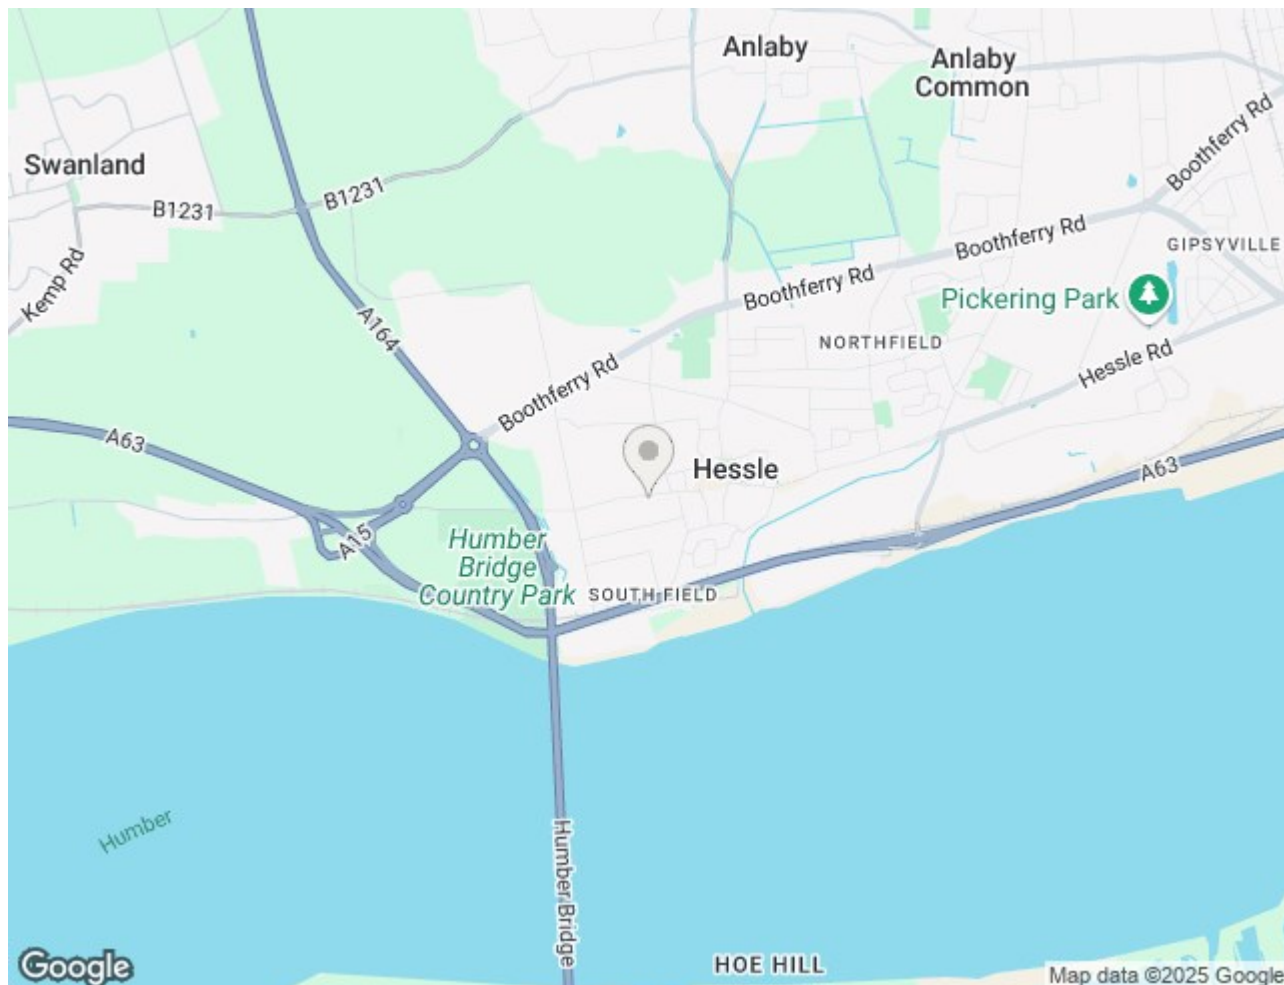 Anlaby
Anlaby
Common
Swanland
B1231
B1231
Boothferry Rd
Kemp Rd
Boothferry Rd
GIPSYVILLE
Boothferry Rd
Pickering Park
A164
NORTHFIELD
Hessle Rd
Boothferry Rd
A63
Hessle
A63
A15
Humber
Bridge
Country Park
SOUTH FIELD
Humber
Humber Bridge
HOE HILL
Google
Map data ©2025 Google